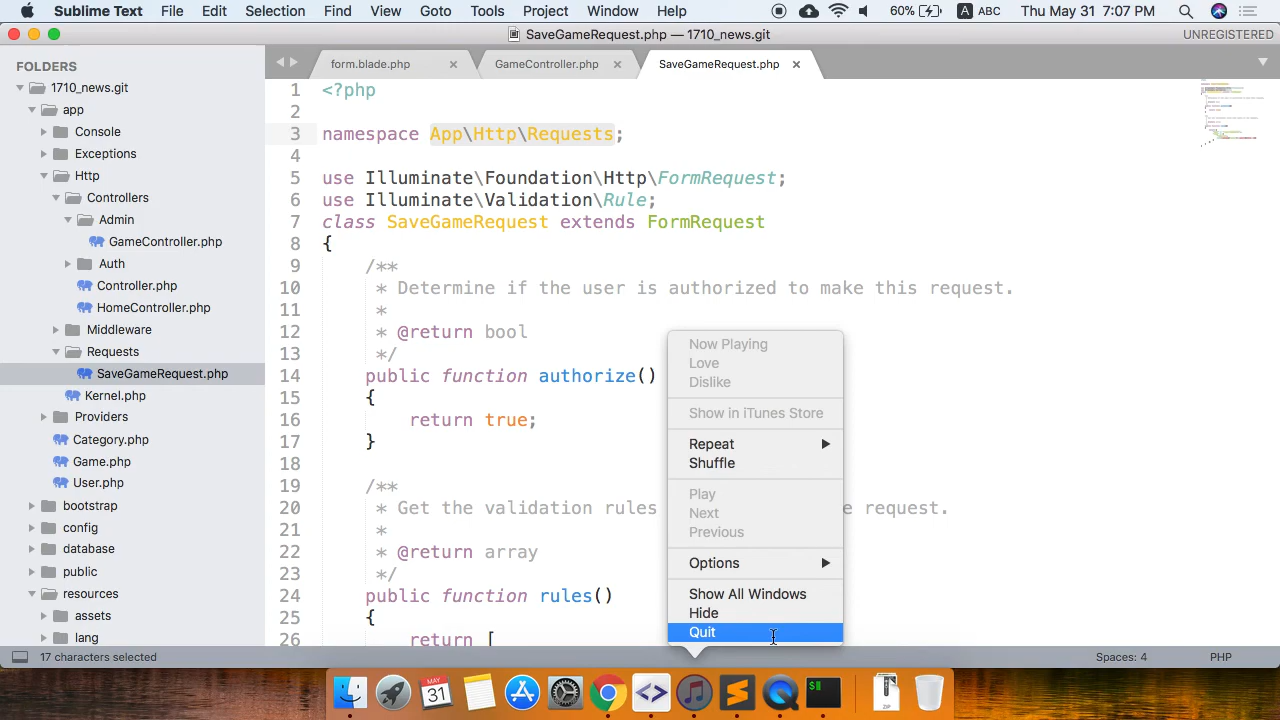 Sublime Text File Edit Selection Find View Goto Tools Project Window Help 60% A ABC Thu May 31 7:07 PM
SaveGameRequest.php — 1710_news.git UNREGISTERED
FOLDERS
1710_news.git
app
Console
Exceptions
Http
Controllers
Admin
GameController.php
Auth
Controller.php
HomeController.php
Middleware
Requests
SaveGameRequest.php
Kernel.php
Providers
Category.php
Game.php
User.php
bootstrap
config
database
public
resources
assets
lang
form.blade.php GameController.php SaveGameRequest.php
1 <?php
2
3 namespace App\Http\Requests;
4
5 use Illuminate\Foundation\Http\FormRequest;
6 use Illuminate\Validation\Rule;
7 class SaveGameRequest extends FormRequest
8 {
9 /**
10 * Determine if the user is authorized to make this request.
11 *
12 * @return bool
13 */
14 public function authorize()
15 {
16 return true;
17 }
18
19 /**
20 * Get the validation rules e request.
21 *
22 * @return array
23 */
24 public function rules()
25 {
26 return [
Now Playing
Love
Dislike
Show in iTunes Store
Repeat
Shuffle
Play
Next
Previous
Options
Show All Windows
Hide
Quit
17 characters selected Spaces: 4 PHP
MAY
31
$
ZIP